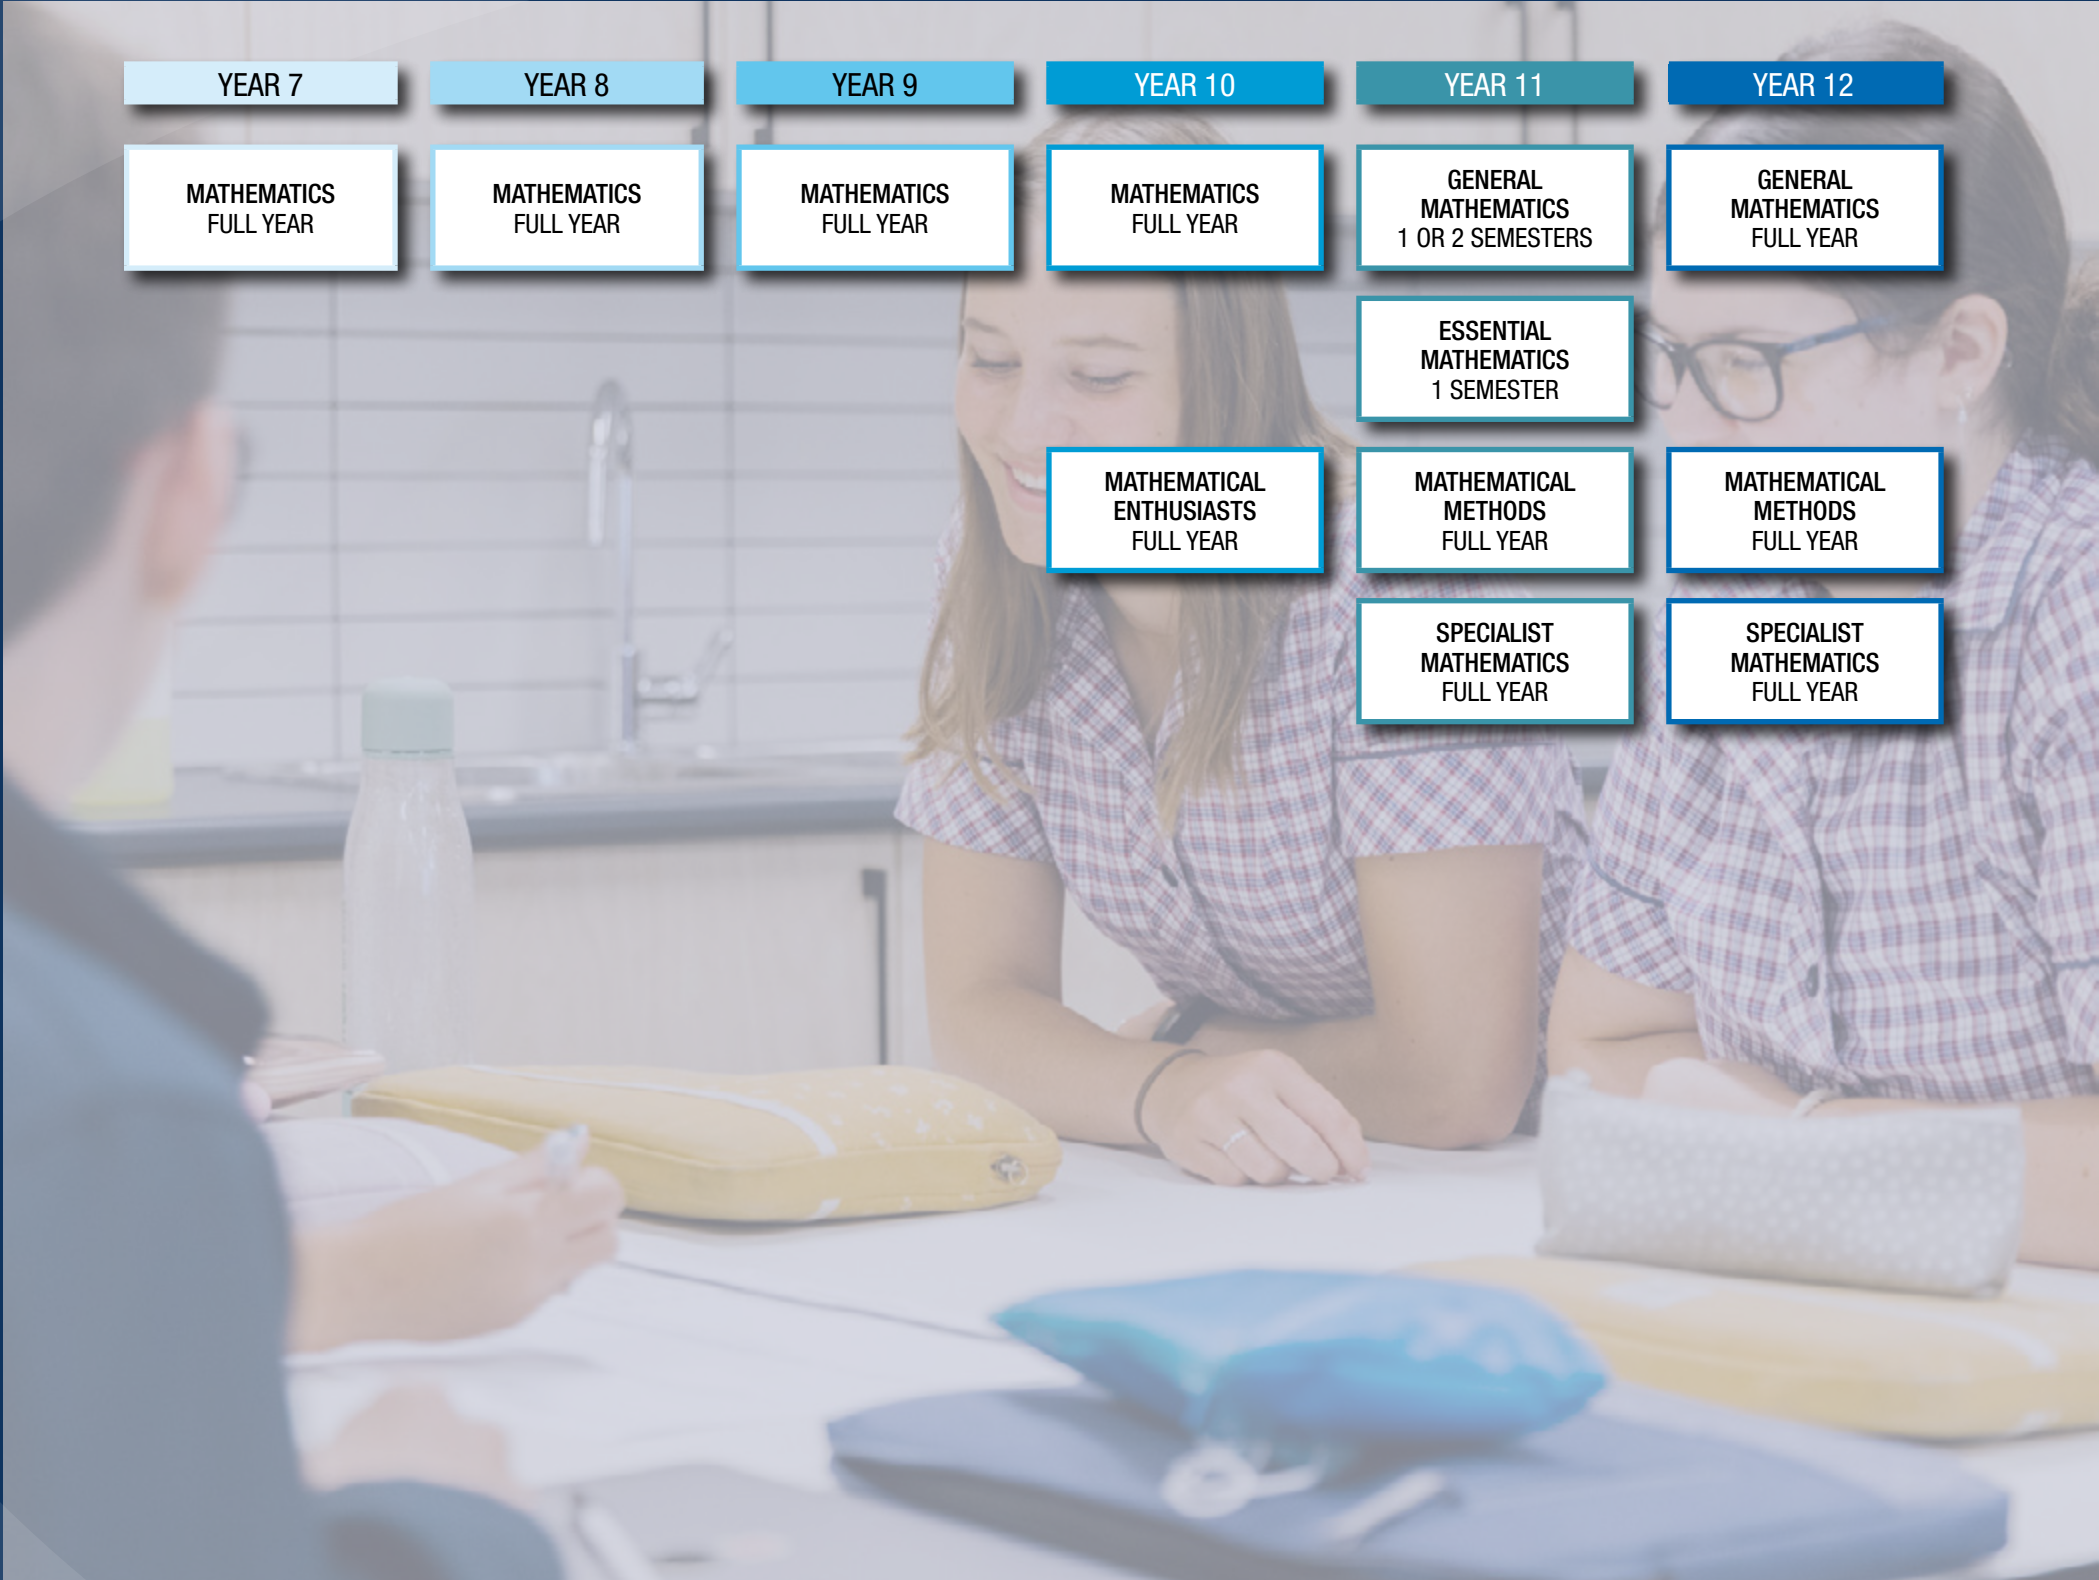 YEAR 7
YEAR 8
YEAR 9
YEAR 10
YEAR 11
YEAR 12
MATHEMATICS
FULL YEAR
MATHEMATICS
FULL YEAR
MATHEMATICS
FULL YEAR
MATHEMATICS
FULL YEAR
GENERAL
MATHEMATICS
1 OR 2 SEMESTERS
GENERAL
MATHEMATICS
FULL YEAR
ESSENTIAL
MATHEMATICS
1 SEMESTER
MATHEMATICAL
ENTHUSIASTS
FULL YEAR
MATHEMATICAL
METHODS
FULL YEAR
MATHEMATICAL
METHODS
FULL YEAR
SPECIALIST
MATHEMATICS
FULL YEAR
SPECIALIST
MATHEMATICS
FULL YEAR